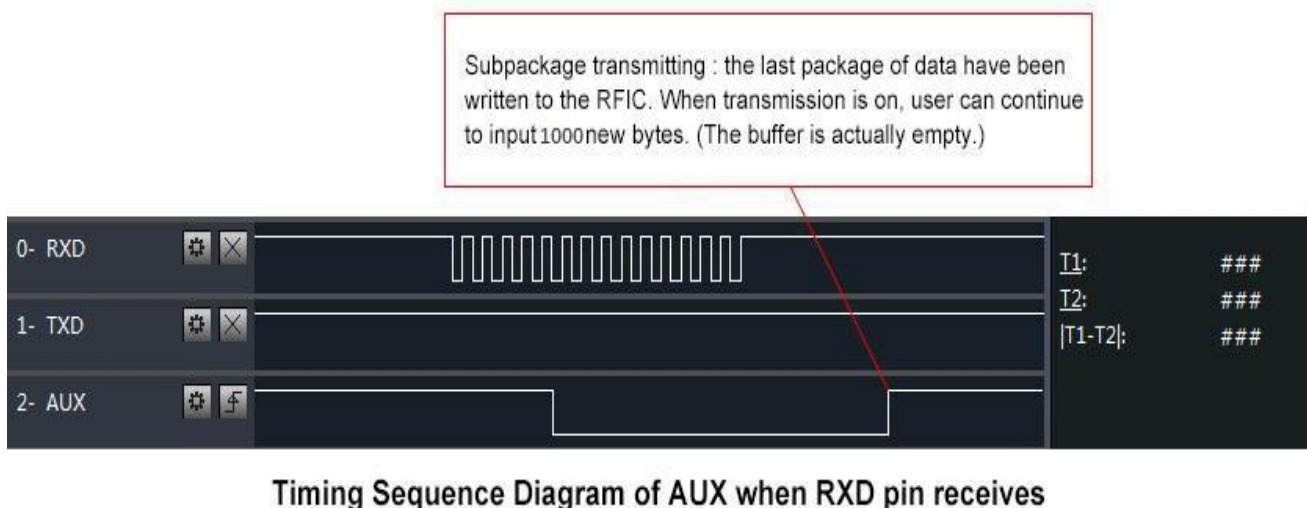 Subpackage transmitting : the last package of data have been
written to the RFIC. When transmission is on, user can continue
to input 1000new bytes. (The buffer is actually empty.)
0- RXD
T1: ###
T2: ###
1- TXD
|T1-T2|: ###
2- AUX
Timing Sequence Diagram of AUX when RXD pin receives